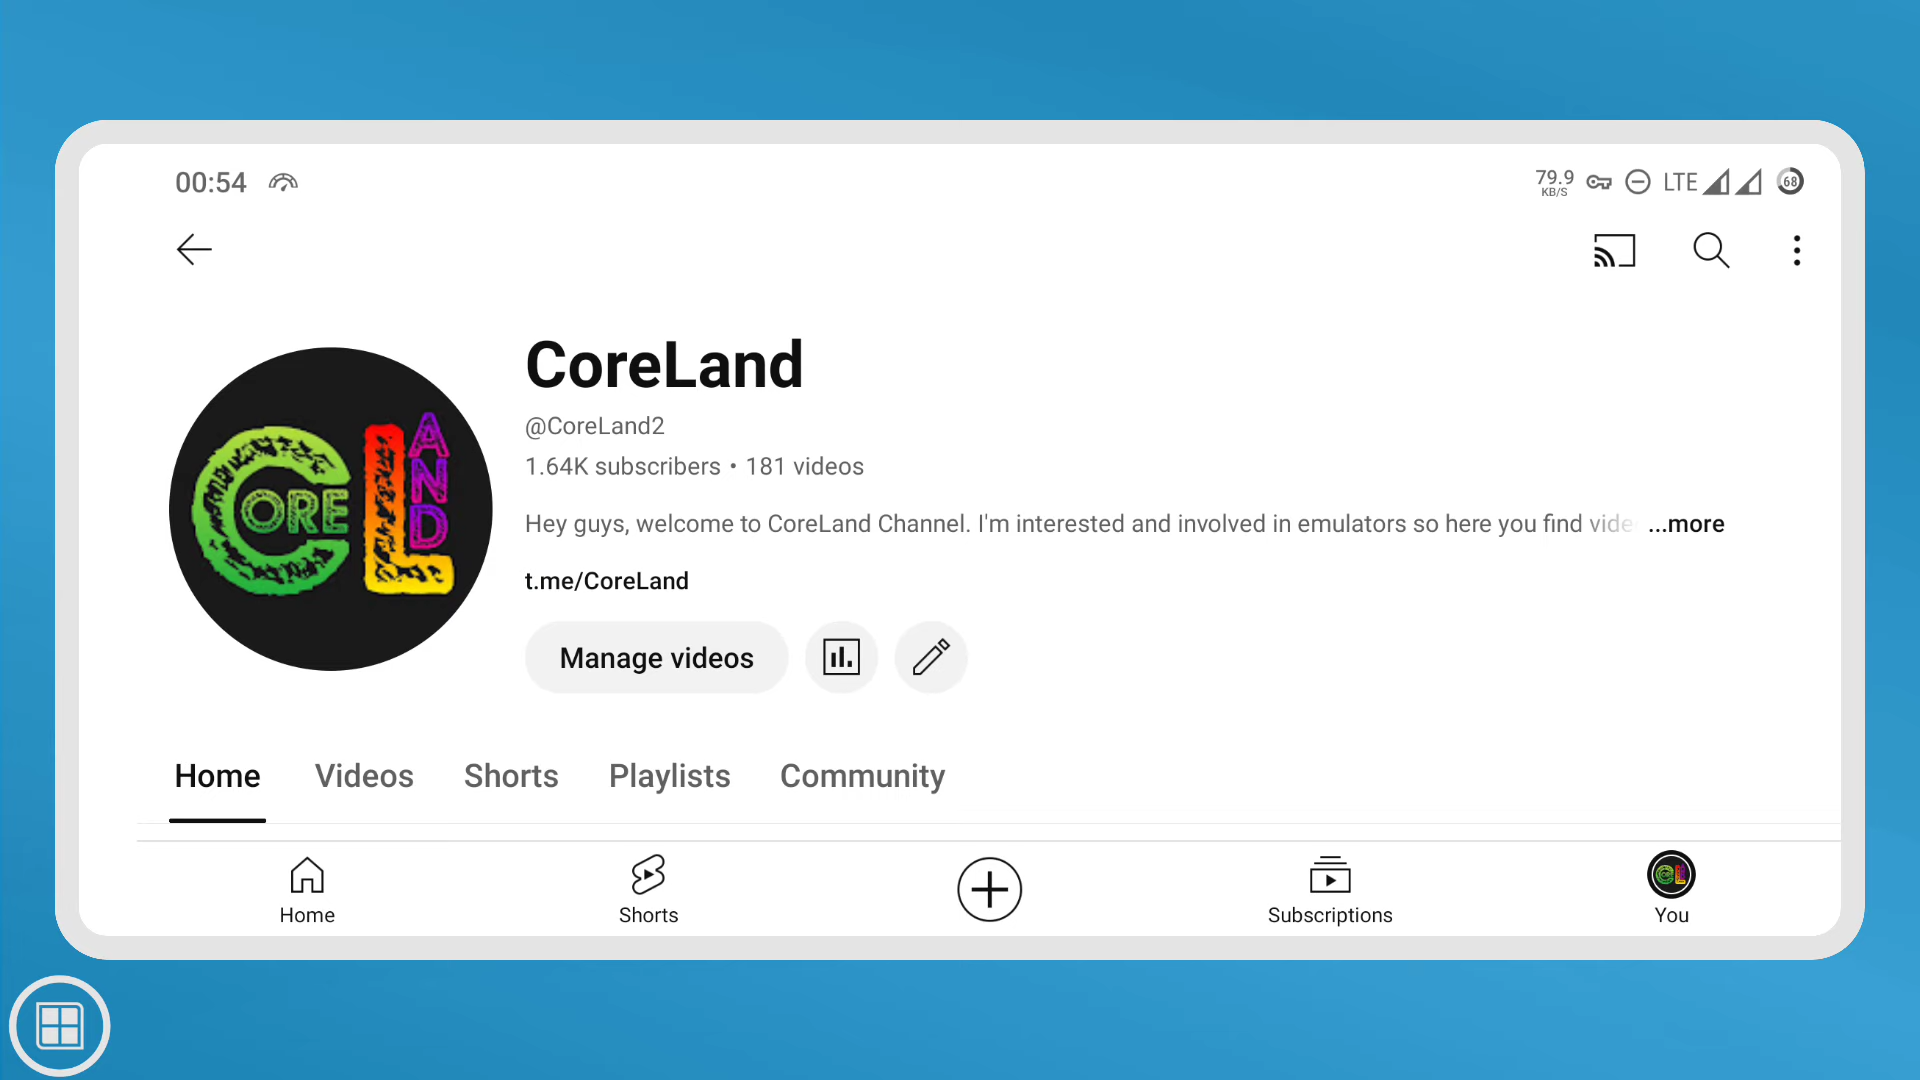 00:54
79.9
KB/S
LTE
68
CORE LAND
CoreLand
@CoreLand2
1.64K subscribers • 181 videos
Hey guys, welcome to CoreLand Channel. I'm interested and involved in emulators so here you find vide ...more
t.me/CoreLand
Manage videos
Home Videos Shorts Playlists Community
Home Shorts Subscriptions You